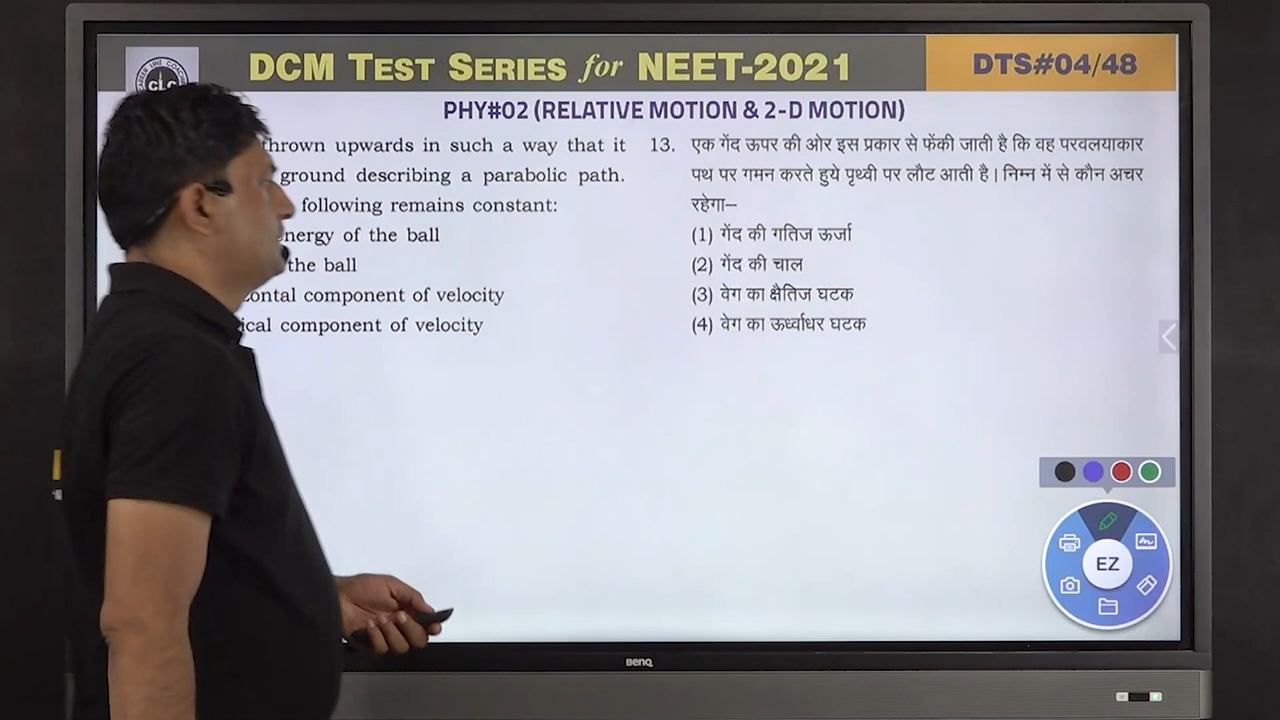 DCM TEST SERIES for NEET-2021
DTS#04/48
CLC
PHY#02 (RELATIVE MOTION & 2-D MOTION)
thrown upwards in such a way that it
ground describing a parabolic path.
following remains constant:
of the ball
the ball
component of velocity
component of velocity
13. एक गेंद ऊपर की ओर इस प्रकार से फेंकी जाती है कि वह परवलयाकार
पथ पर गमन करते हुये पृथ्वी पर लौट आती है। निम्न में से कौन अचर
रहेगा–
(1) गेंद की गतिज ऊर्जा
(2) गेंद की चाल
(3) वेग का क्षैतिज घटक
(4) वेग का ऊर्ध्वाधर घटक
EZ
BenQ